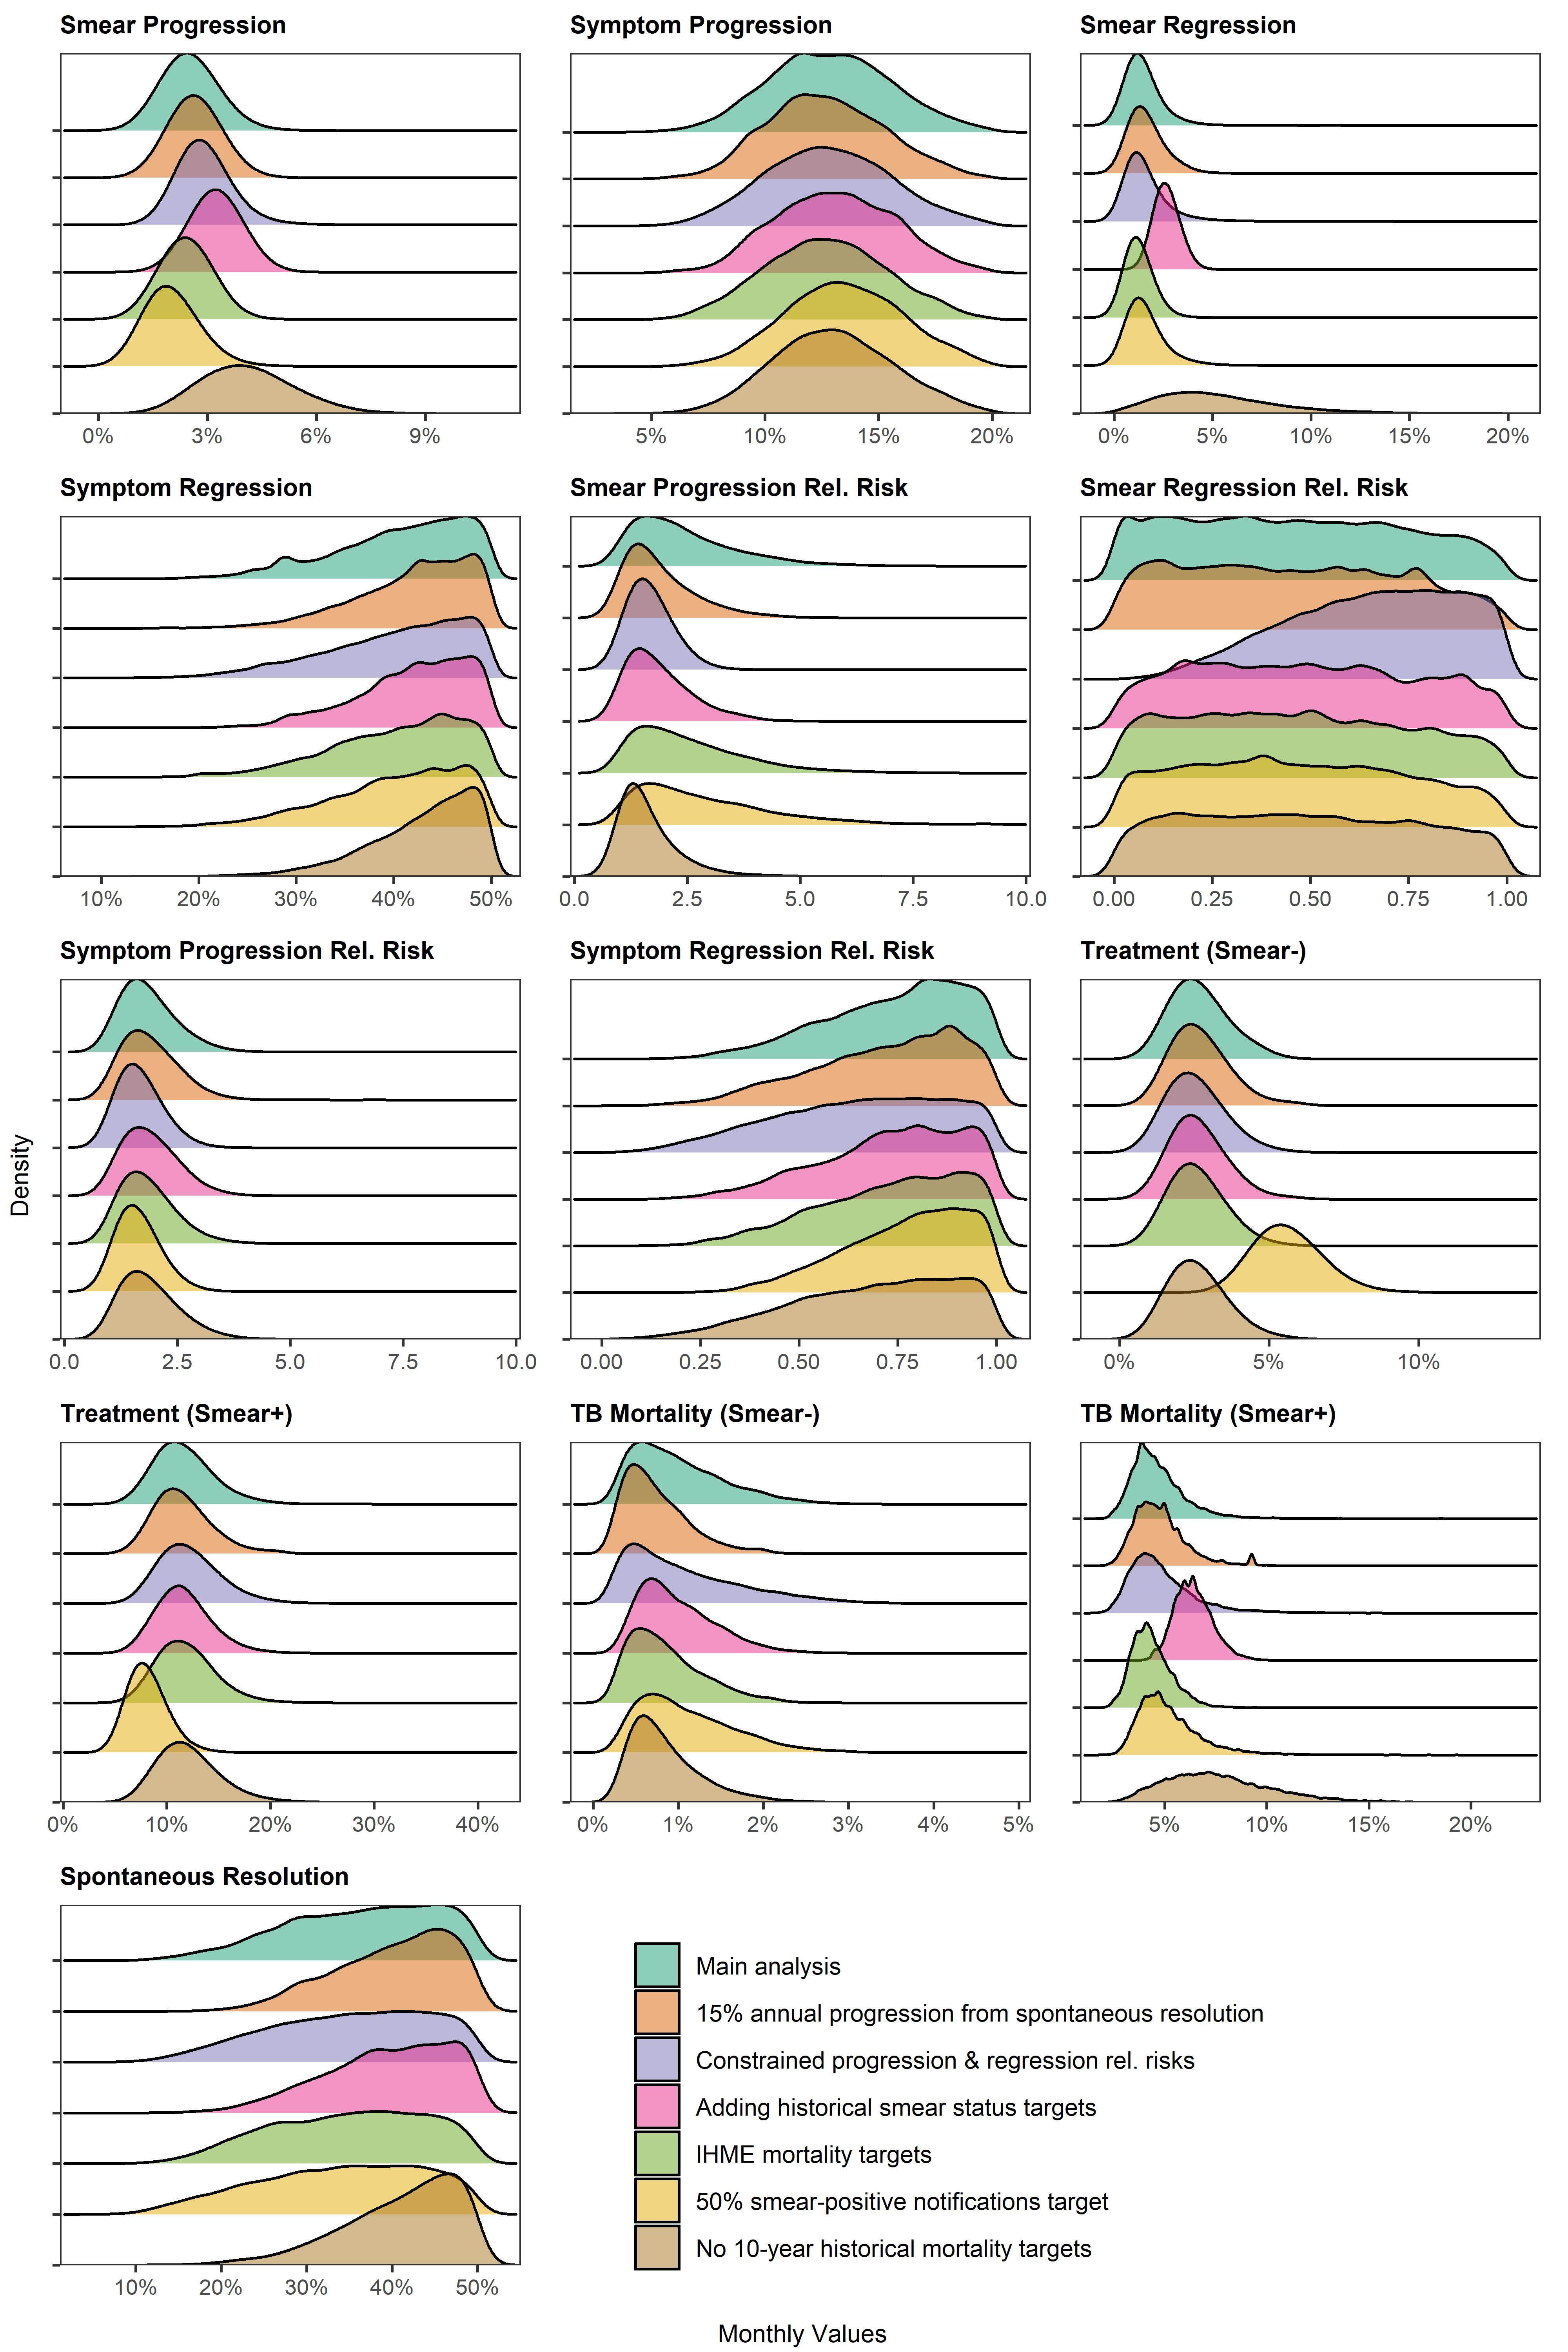 Smear Progression
Symptom Progression
Smear Regression
0% 3% 6% 9%
5% 10% 15% 20%
0% 5% 10% 15% 20%
Symptom Regression
Smear Progression Rel. Risk
Smear Regression Rel. Risk
10% 20% 30% 40% 50%
0.0 2.5 5.0 7.5 10.0
0.00 0.25 0.50 0.75 1.00
Symptom Progression Rel. Risk
Symptom Regression Rel. Risk
Treatment (Smear-)
Density
0.0 2.5 5.0 7.5 10.0
0.00 0.25 0.50 0.75 1.00
0% 5% 10%
Treatment (Smear+)
TB Mortality (Smear-)
TB Mortality (Smear+)
0% 10% 20% 30% 40%
0% 1% 2% 3% 4% 5%
5% 10% 15% 20%
Spontaneous Resolution
10% 20% 30% 40% 50%
Main analysis
15% annual progression from spontaneous resolution
Constrained progression & regression rel. risks
Adding historical smear status targets
IHME mortality targets
50% smear-positive notifications target
No 10-year historical mortality targets
Monthly Values